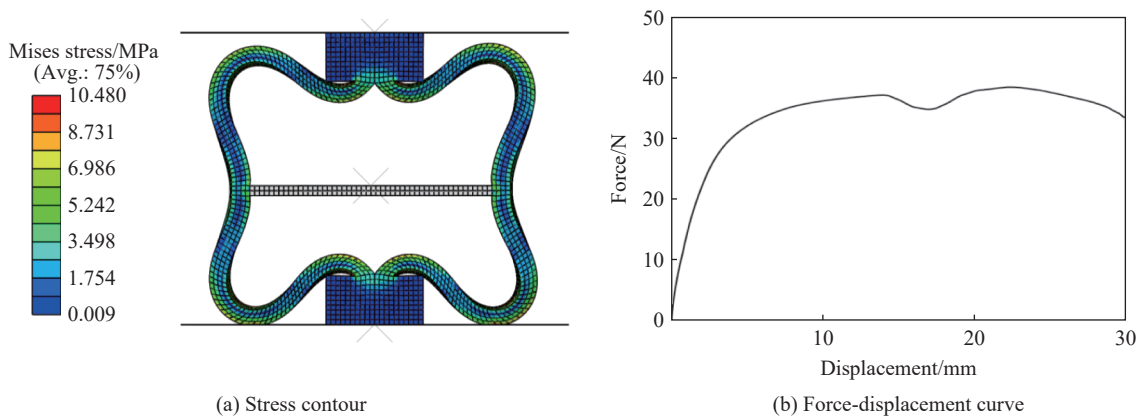 Mises stress/MPa
(Avg.: 75%)
10.480
8.731
6.986
5.242
3.498
1.754
0.009
(a) Stress contour
50
40
30
20
10
0
Force/N
10
20
30
Displacement/mm
(b) Force-displacement curve